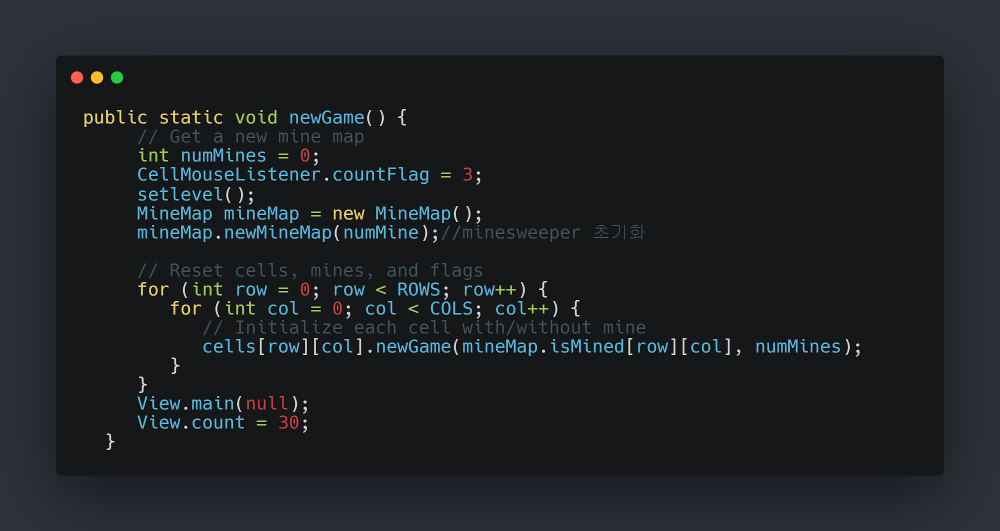 public static void newGame() {
// Get a new mine map
int numMines = 0;
CellMouseListener.countFlag = 3;
setlevel();
MineMap mineMap = new MineMap();
mineMap.newMineMap(numMine);//minesweeper 초기화
// Reset cells, mines, and flags
for (int row = 0; row < ROWS; row++) {
for (int col = 0; col < COLS; col++) {
// Initialize each cell with/without mine
cells[row][col].newGame(mineMap.isMined[row][col], numMines);
}
}
View.main(null);
View.count = 30;
}